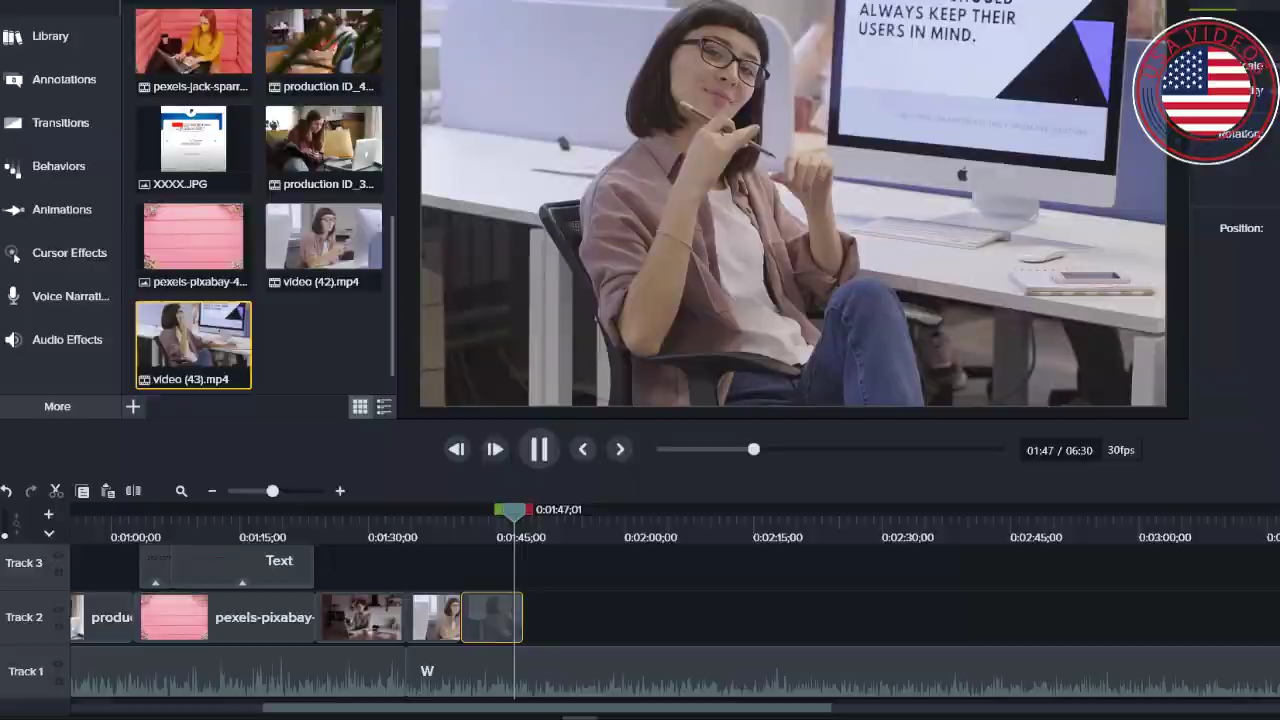 Library
Annotations
Transitions
Behaviors
Animations
Cursor Effects
Voice Narrati...
Audio Effects
More
pexels-jack-sparr...
production ID_4...
XXXX.JPG
production ID_3...
pexels-pixabay-4...
video (42).mp4
video (43).mp4
ALWAYS KEEP THEIR
USERS IN MIND.
USA VIDEOS
Rotation:
Position:
01:47 / 06:30
30fps
0:01:47;01
0:01:00;00
0:01:15;00
0:01:30;00
0:01:45;00
0:02:00;00
0:02:15;00
0:02:30;00
0:02:45;00
0:03:00;00
Track 3
Text
Track 2
produ
pexels-pixabay-
Track 1
W